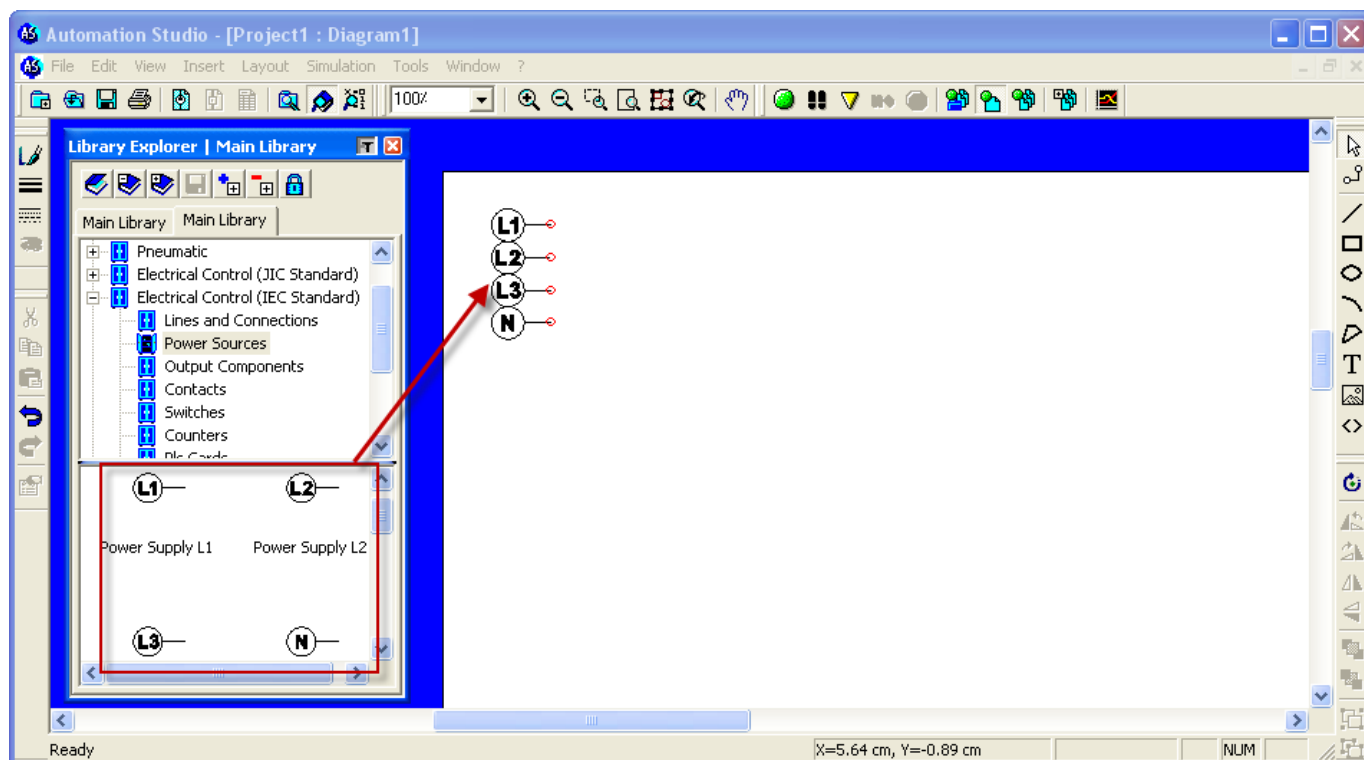 Automation Studio - [Project1 : Diagram1]
File Edit View Insert Layout Simulation Tools Window ?
100%
Library Explorer | Main Library
Main Library Main Library
Pneumatic
Electrical Control (JIC Standard)
Electrical Control (IEC Standard)
Lines and Connections
Power Sources
Output Components
Contacts
Switches
Counters
Plc Cards
L1 L2
Power Supply L1 Power Supply L2
L3 N
L1
L2
L3
N
Ready X=5.64 cm, Y=-0.89 cm NUM